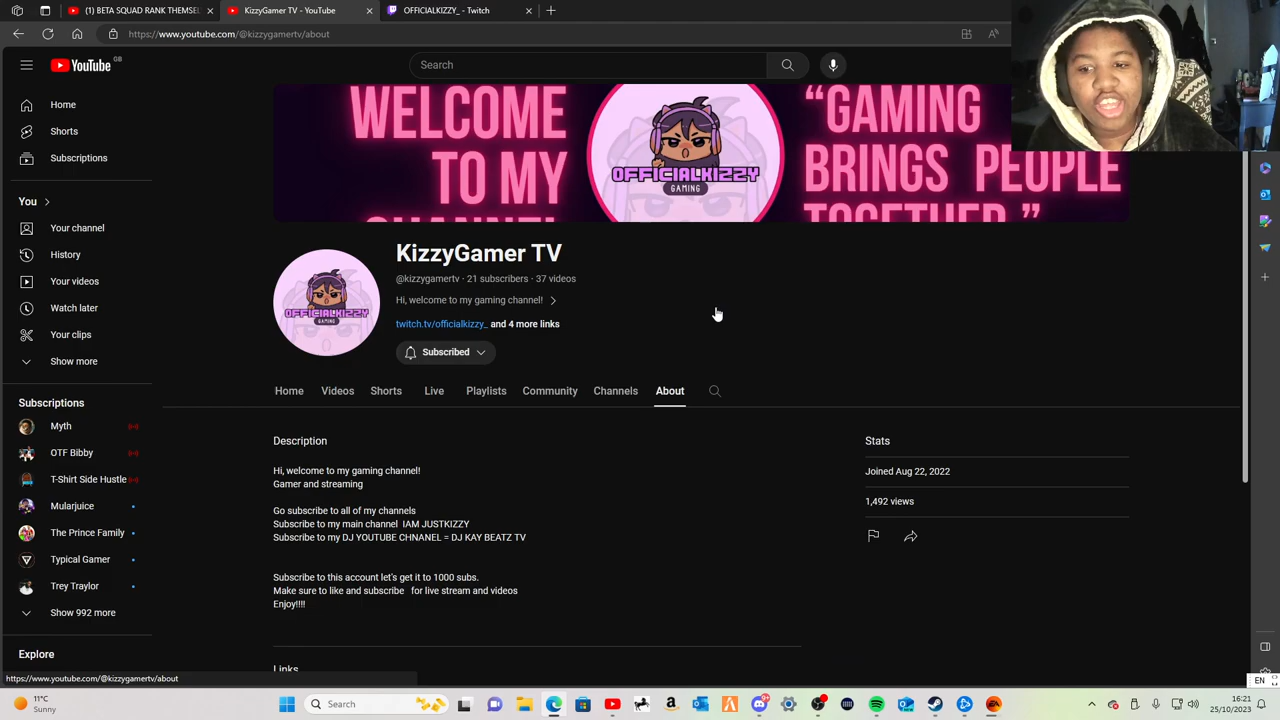 (1) BETA SQUAD RANK THEMSEL
KizzyGamer TV - YouTube
OFFICIALKIZZY_ - Twitch
https://www.youtube.com/@kizzygamertv/about
YouTube GB
Search
WELCOME
TO MY
CHANNEL
OFFICIALKIZZY
GAMING
“GAMING
BRINGS PEOPLE
TOGETHER.”
Home
Shorts
Subscriptions
You
Your channel
History
Your videos
Watch later
Your clips
Show more
Subscriptions
Myth
OTF Bibby
T-Shirt Side Hustle
Mularjuice
The Prince Family
Typical Gamer
Trey Traylor
Show 992 more
Explore
OFFICIALKIZZY
GAMING
KizzyGamer TV
@kizzygamertv · 21 subscribers · 37 videos
Hi, welcome to my gaming channel!
twitch.tv/officialkizzy_ and 4 more links
Subscribed
Home Videos Shorts Live Playlists Community Channels About
Description
Hi, welcome to my gaming channel!
Gamer and streaming
Go subscribe to all of my channels
Subscribe to my main channel IAM JUSTKIZZY
Subscribe to my DJ YOUTUBE CHNANEL = DJ KAY BEATZ TV
Subscribe to this account let's get it to 1000 subs.
Make sure to like and subscribe for live stream and videos
Enjoy!!!!
Links
Stats
Joined Aug 22, 2022
1,492 views
https://www.youtube.com/@kizzygamertv/about
EN
11°C
Sunny
Search
16:21
25/10/2023